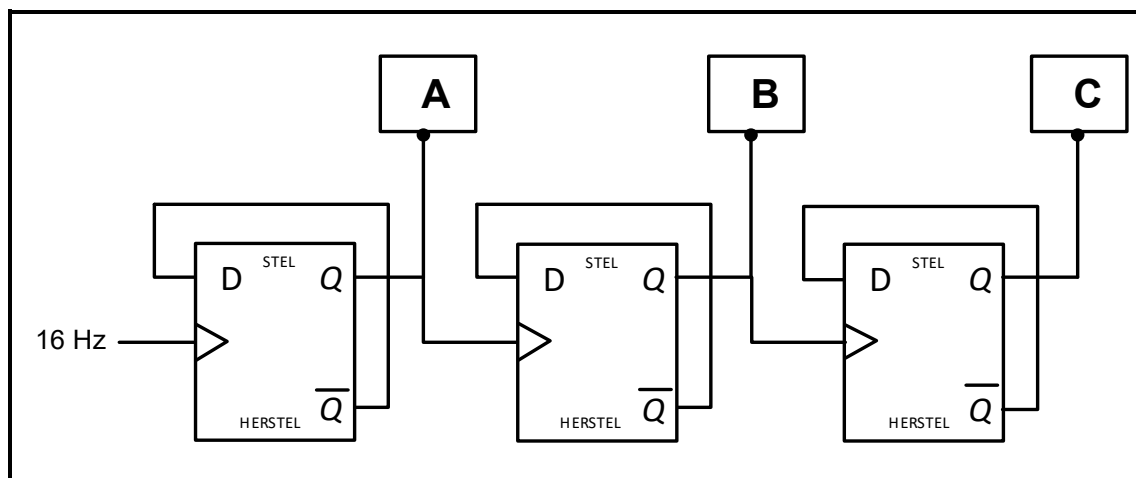 A B C
STEL STEL STEL
D Q D Q D Q
16 Hz
Q̅ Q̅ Q̅
HERSTEL HERSTEL HERSTEL